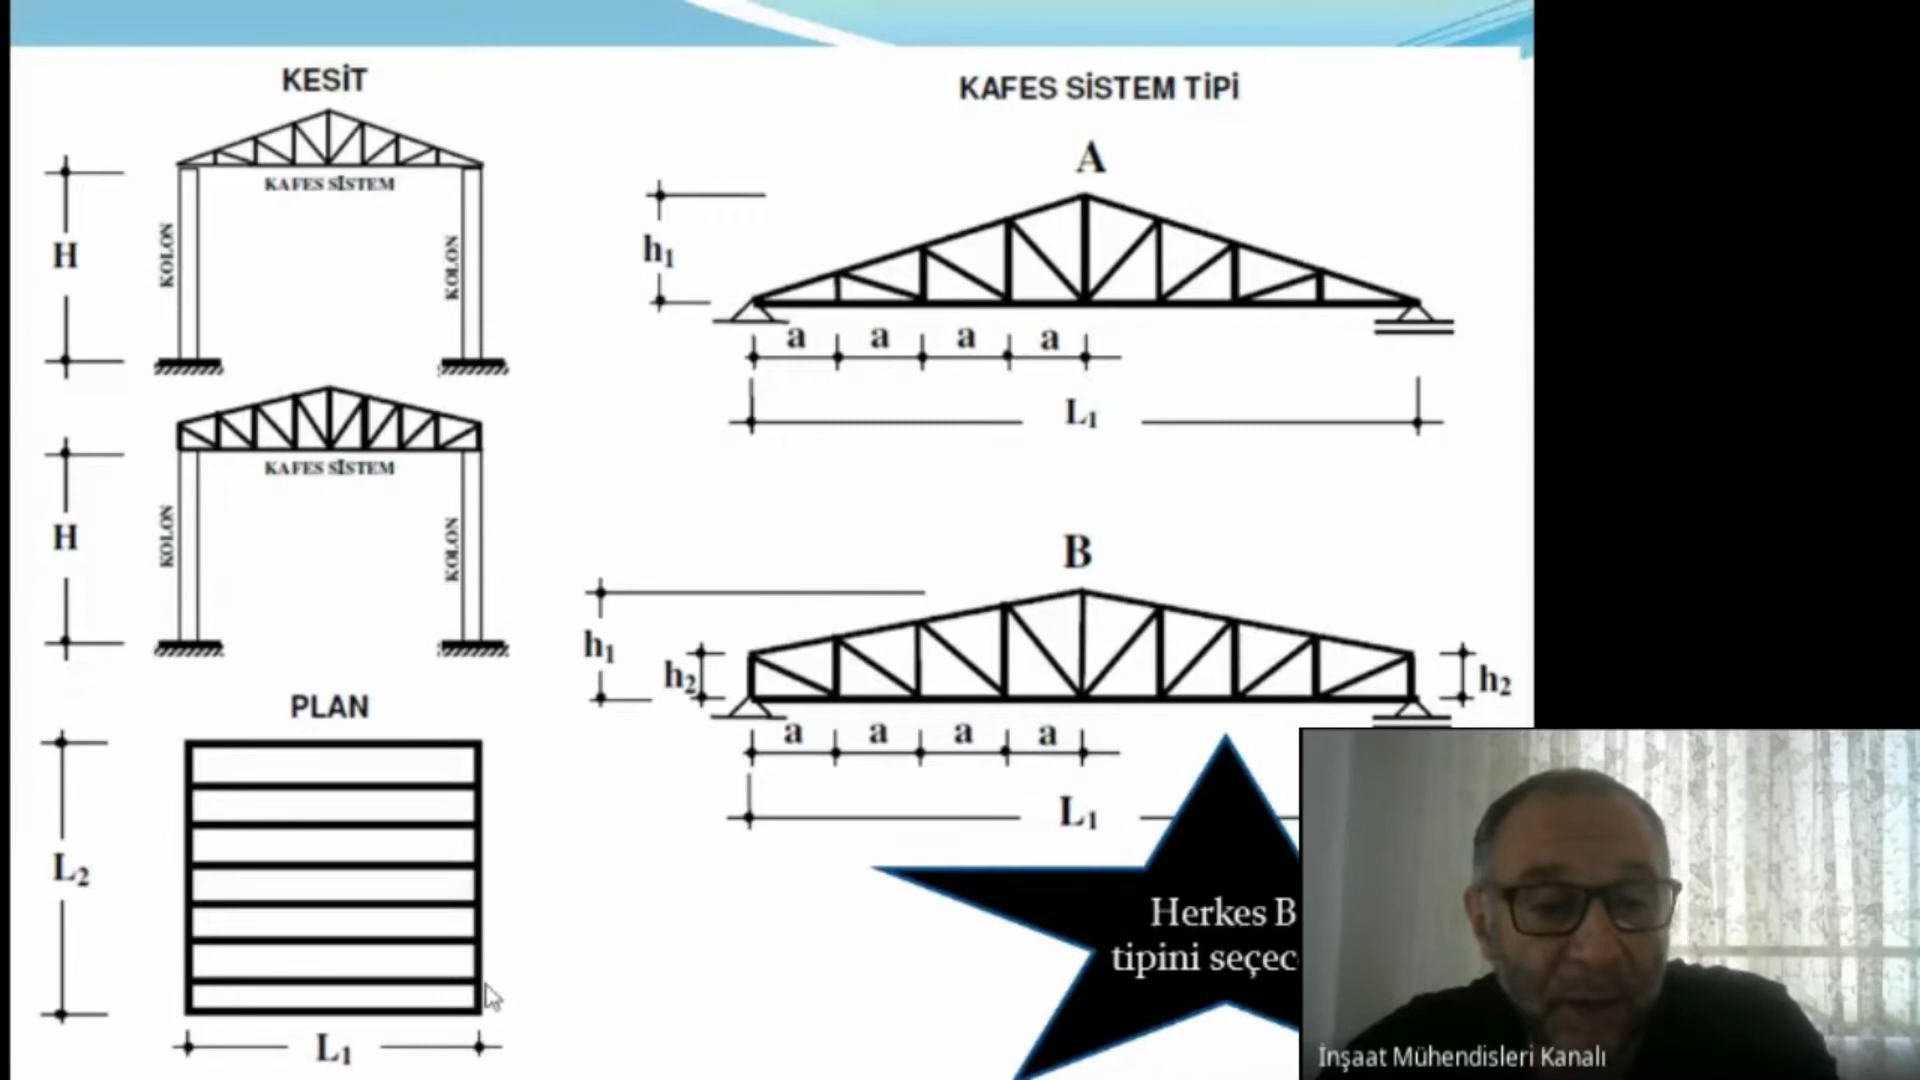 KESİT
KAFES SİSTEM
H
KOLON
KOLON
KAFES SİSTEM
H
KOLON
KOLON
PLAN
L2
L1
KAFES SİSTEM TİPİ
A
h1
a a a a
L1
B
h1
h2
h2
a a a a
L1
Herkes B
tipini seçec
İnşaat Mühendisleri Kanalı